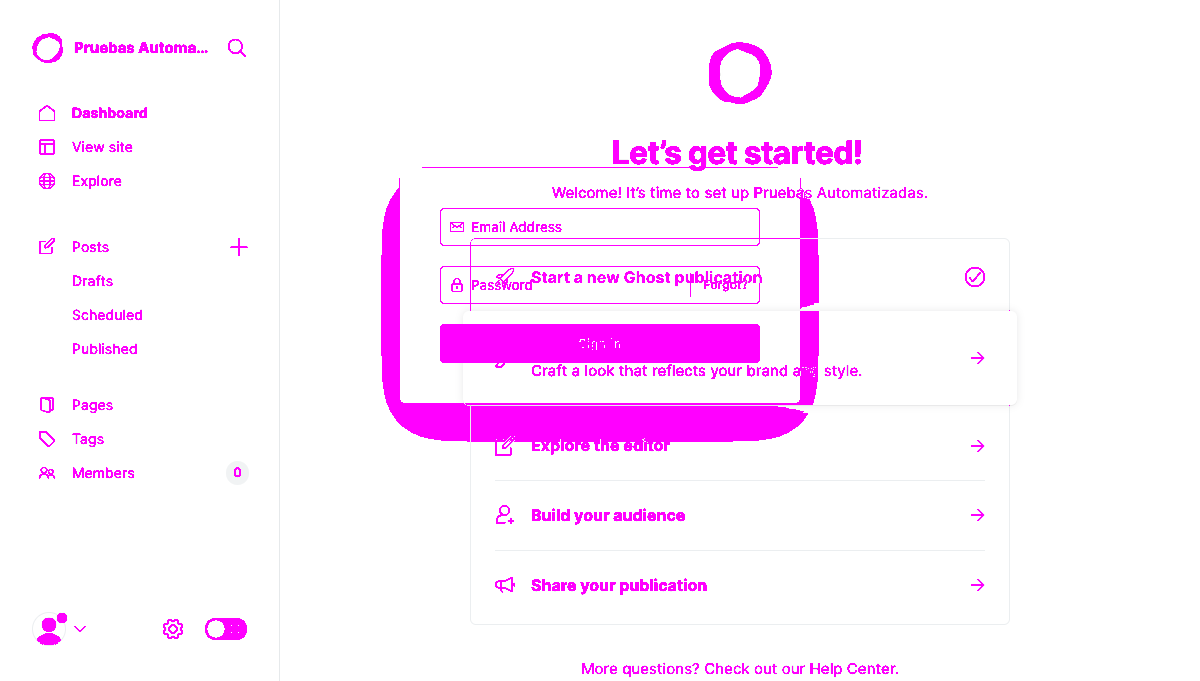 Pruebas Automa...
Dashboard
View site
Explore
Posts
Drafts
Scheduled
Published
Pages
Tags
Members
0
Let's get started!
Welcome! It's time to set up Pruebas Automatizadas.
Email Address
Start a new Ghost publication
Password
Forgot?
Sign in
Craft a look that reflects your brand and style.
Explore the editor
Build your audience
Share your publication
More questions? Check out our Help Center.